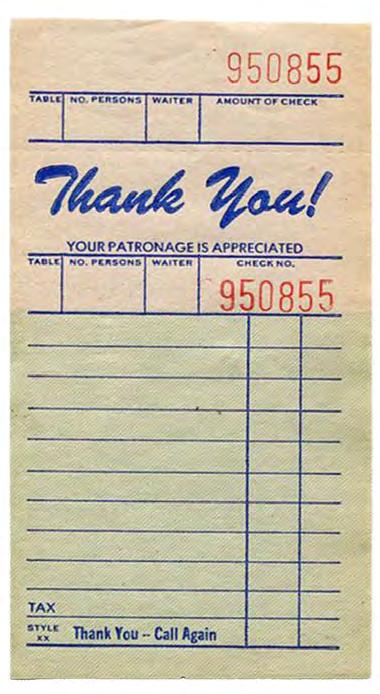 950855
TABLE NO. PERSONS WAITER AMOUNT OF CHECK
Thank You!
YOUR PATRONAGE IS APPRECIATED
TABLE NO. PERSONS WAITER CHECK NO.
950855
TAX
STYLE
XX
Thank You -- Call Again